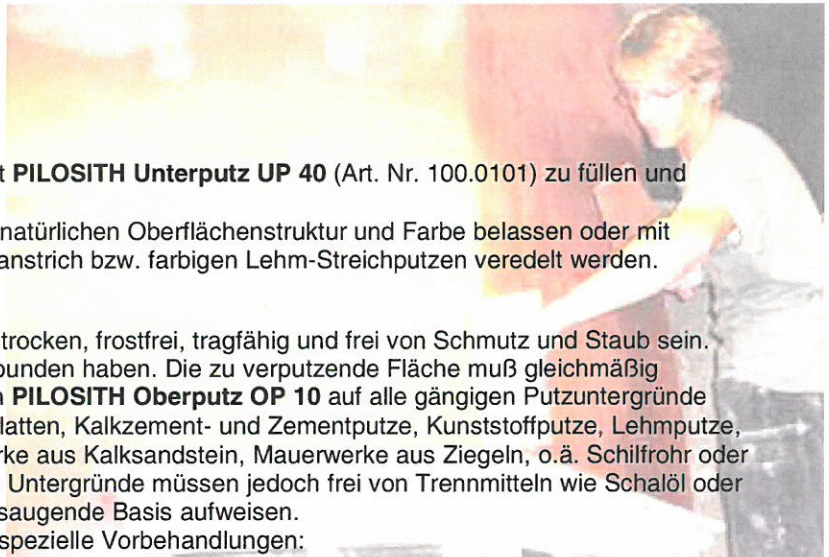 t PILOSITH Unterputz UP 40 (Art. Nr. 100.0101) zu füllen und
natürlichen Oberflächenstruktur und Farbe belassen oder mit
anstrich bzw. farbigen Lehm-Streichputzen veredelt werden.
trocken, frostfrei, tragfähig und frei von Schmutz und Staub sein.
bunden haben. Die zu verputzende Fläche muß gleichmäßig
n PILOSITH Oberputz OP 10 auf alle gängigen Putzuntergründe
latten, Kalkzement- und Zementputze, Kunststoffputze, Lehmputze,
rke aus Kalksandstein, Mauerwerke aus Ziegeln, o.ä. Schilfrohr oder
Untergründe müssen jedoch frei von Trennmitteln wie Schalöl oder
saugende Basis aufweisen.
spezielle Vorbehandlungen: